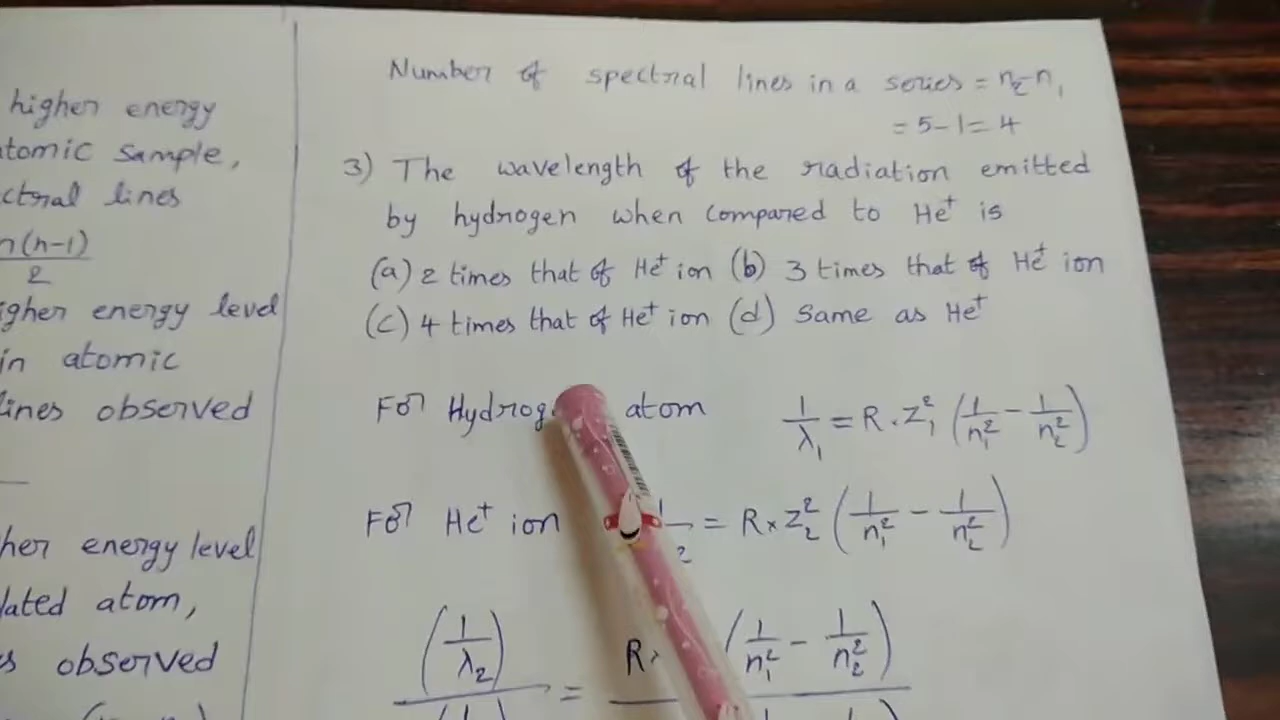 higher energy
tomic sample,
ctral lines
n(n-1)
2
igher energy level
in atomic
lines observed
her energy level
lated atom,
s observed
Number of spectral lines in a series = n₂-n₁
= 5-1=4
3) The wavelength of the radiation emitted
by hydrogen when compared to He⁺ is
(a) 2 times that of He⁺ ion (b) 3 times that of He⁺ ion
(c) 4 times that of He⁺ ion (d) Same as He⁺
For Hydrog atom 1/λ₁ = R.Z₁² (1/n₁² - 1/n₂²)
For He⁺ ion = R×Z₂² (1/n₁² - 1/n₂²)
(1/λ₂) = R× (1/n₁² - 1/n₂²)